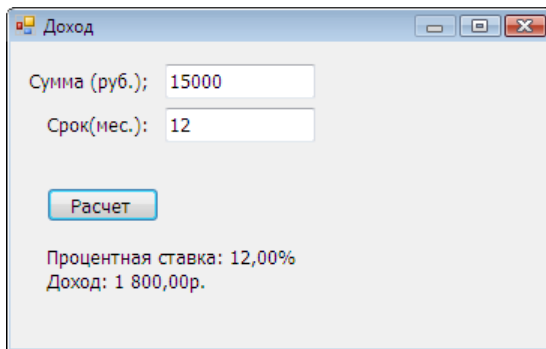 Доход
Сумма (руб.); 15000
Срок(мес.): 12
Расчет
Процентная ставка: 12,00%
Доход: 1 800,00р.